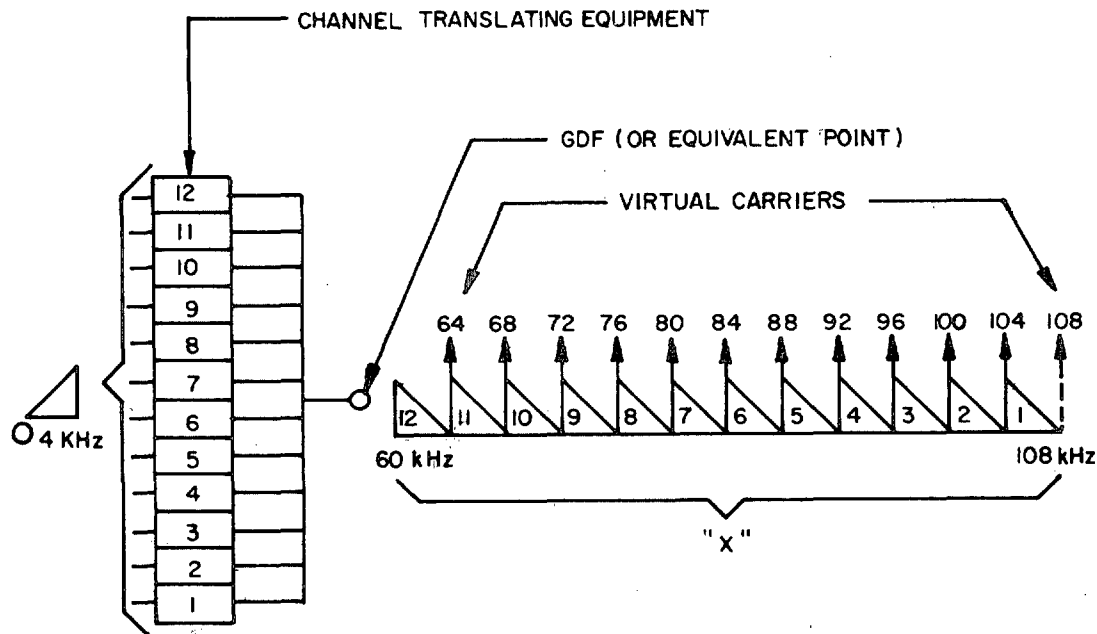 CHANNEL TRANSLATING EQUIPMENT
GDF (OR EQUIVALENT POINT)
VIRTUAL CARRIERS
12
11
10
9
8
7
6
5
4
3
2
1
0 4 KHz
64 68 72 76 80 84 88 92 96 100 104 108
12 11 10 9 8 7 6 5 4 3 2 1
60 kHz 108 kHz
"X"